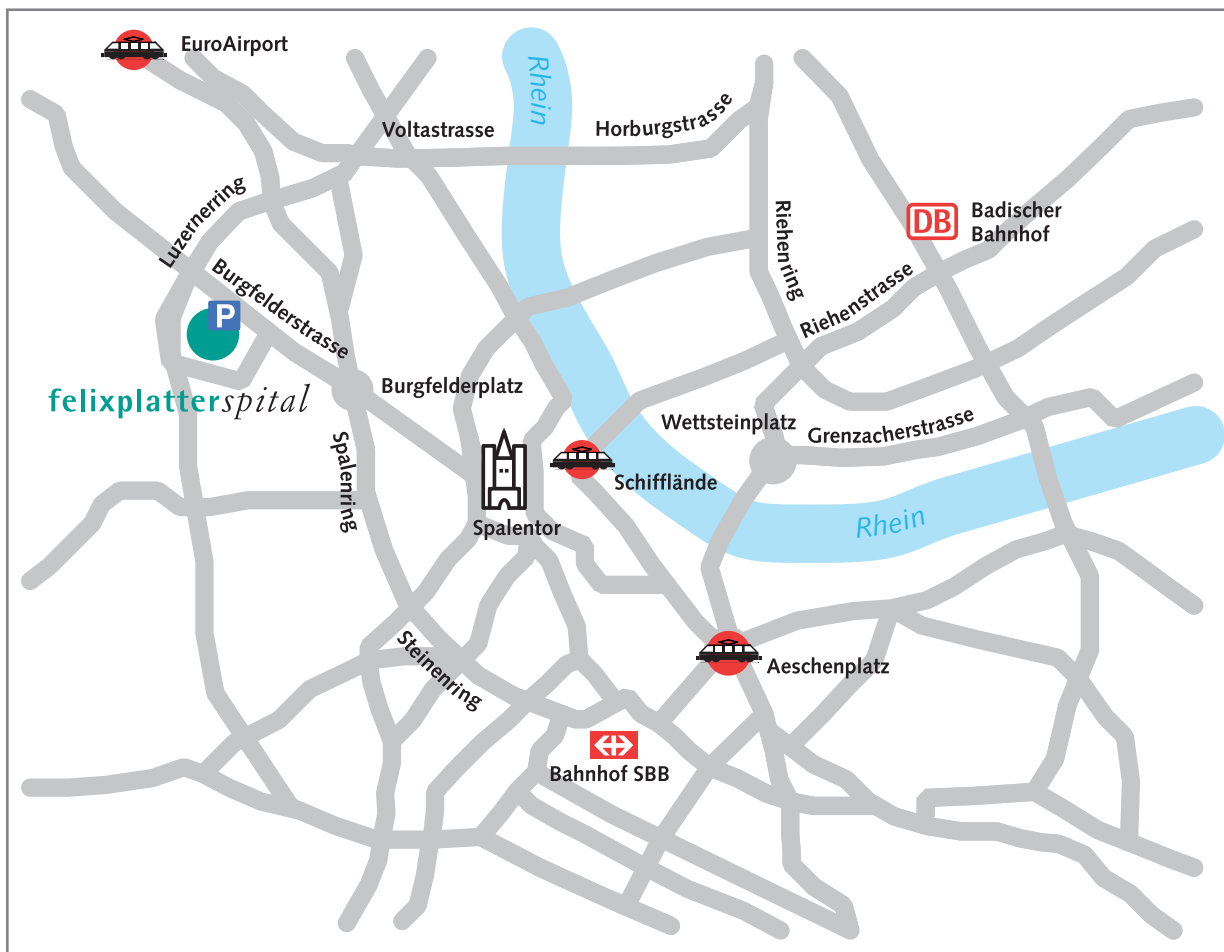 EuroAirport
Rhein
Voltastrasse
Horburgstrasse
Luzernerring
Riehenring
DB
Badischer
Bahnhof
Burgfelderstrasse
Riehenstrasse
P
felixplatterspital
Burgfelderplatz
Wettsteinplatz
Grenzacherstrasse
Spalenring
Schifflände
Spalentor
Rhein
Steinenring
Aeschenplatz
Bahnhof SBB